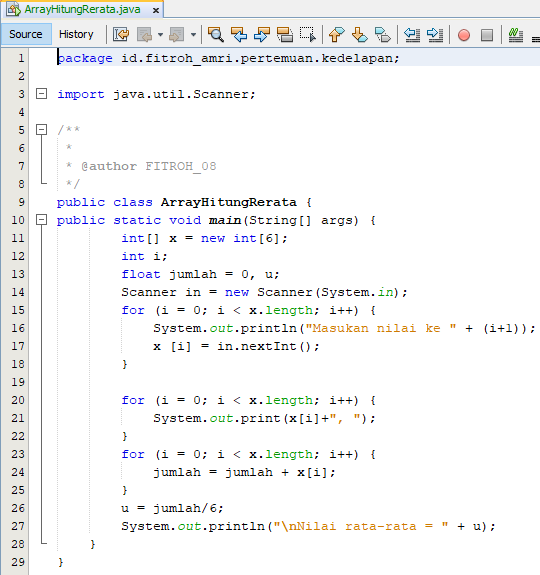 ArrayHitungRerata.java
Source History
1 package id.fitroh_amri.pertemuan.kedelapan;
2
3 import java.util.Scanner;
4
5 /**
6 *
7 * @author FITROH_08
8 */
9 public class ArrayHitungRerata {
10 public static void main(String[] args) {
11 int[] x = new int[6];
12 int i;
13 float jumlah = 0, u;
14 Scanner in = new Scanner(System.in);
15 for (i = 0; i < x.length; i++) {
16 System.out.println("Masukan nilai ke " + (i+1));
17 x [i] = in.nextInt();
18 }
19
20 for (i = 0; i < x.length; i++) {
21 System.out.print(x[i]+", ");
22 }
23 for (i = 0; i < x.length; i++) {
24 jumlah = jumlah + x[i];
25 }
26 u = jumlah/6;
27 System.out.println("\nNilai rata-rata = " + u);
28 }
29 }